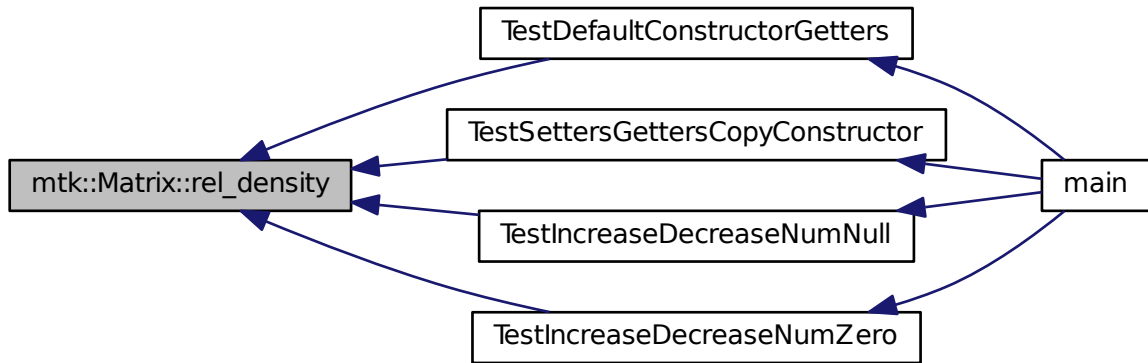 TestDefaultConstructorGetters
TestSettersGettersCopyConstructor
mtk::Matrix::rel_density
main
TestIncreaseDecreaseNumNull
TestIncreaseDecreaseNumZero